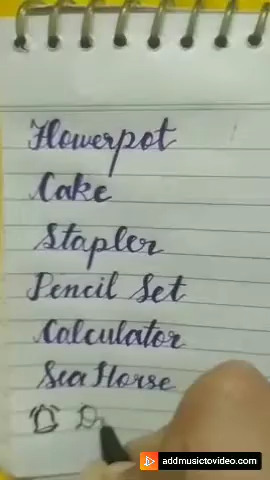 Flowerpot
Cake
Stapler
Pencil Set
Calculator
Sea Horse
addmusictovideo.com